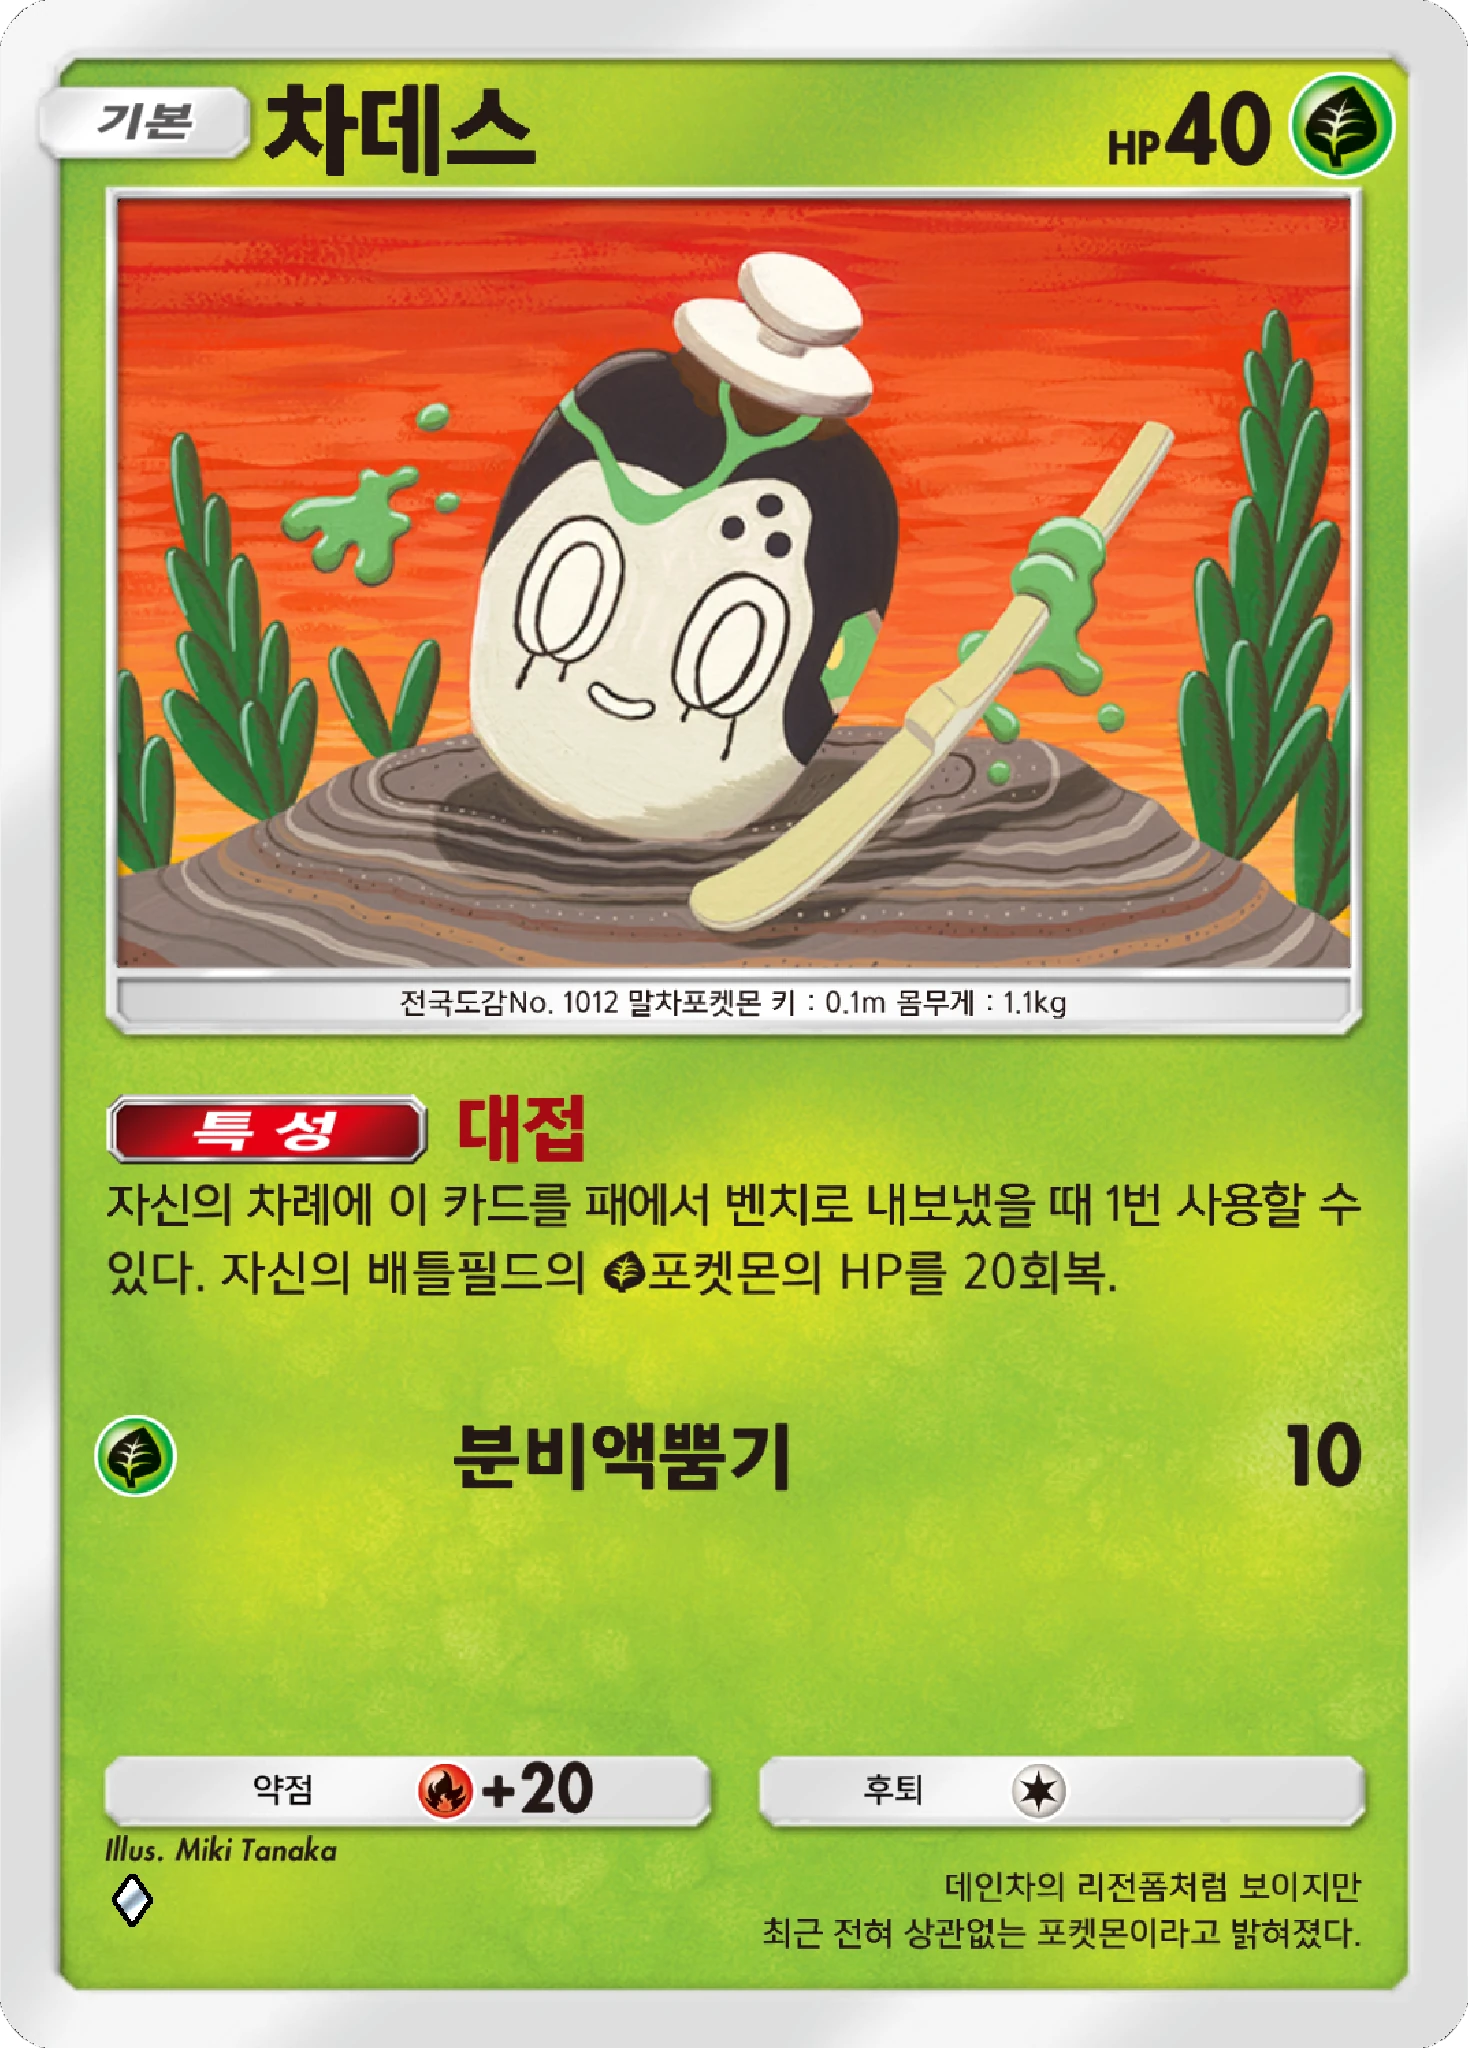 기본
차데스
HP40
전국도감No. 1012 말차포켓몬 키 : 0.1m 몸무게 : 1.1kg
특성 대접
자신의 차례에 이 카드를 패에서 벤치로 내보냈을 때 1번 사용할 수
있다. 자신의 배틀필드의 포켓몬의 HP를 20회복.
분비액뿜기 10
약점 +20
후퇴
Illus. Miki Tanaka
데인차의 리전폼처럼 보이지만
최근 전혀 상관없는 포켓몬이라고 밝혀졌다.